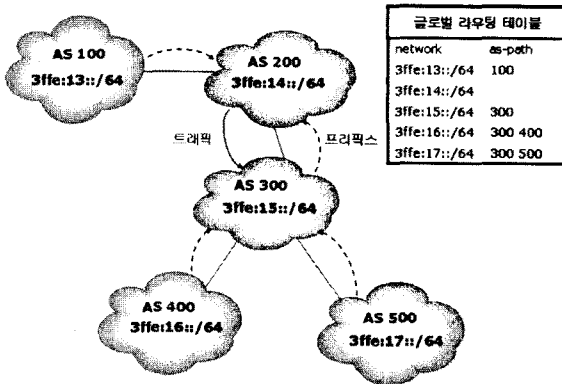 AS 100
3ffe:13::/64
AS 200
3ffe:14::/64
트래픽
프리픽스
AS 300
3ffe:15::/64
AS 400
3ffe:16::/64
AS 500
3ffe:17::/64
글로벌 라우팅 테이블
network as-path
3ffe:13::/64 100
3ffe:14::/64
3ffe:15::/64 300
3ffe:16::/64 300 400
3ffe:17::/64 300 500